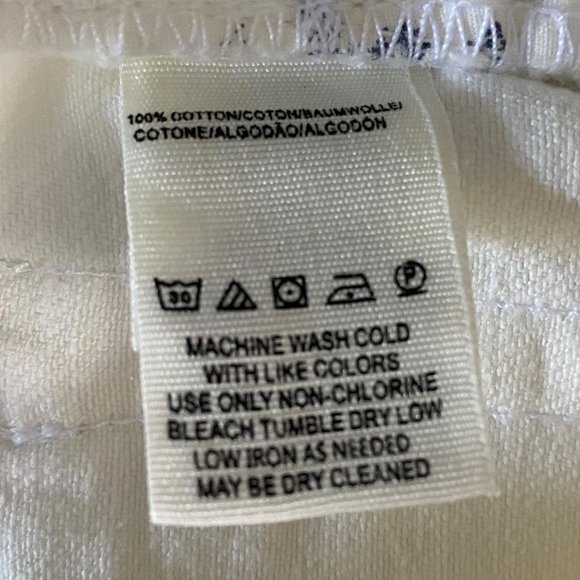 100% COTTON/COTON/BAUMWOLLE/
COTONE/ALGODÃO/ALGODÓN
30 P
MACHINE WASH COLD
WITH LIKE COLORS
USE ONLY NON-CHLORINE
BLEACH TUMBLE DRY LOW
LOW IRON AS NEEDED
MAY BE DRY CLEANED